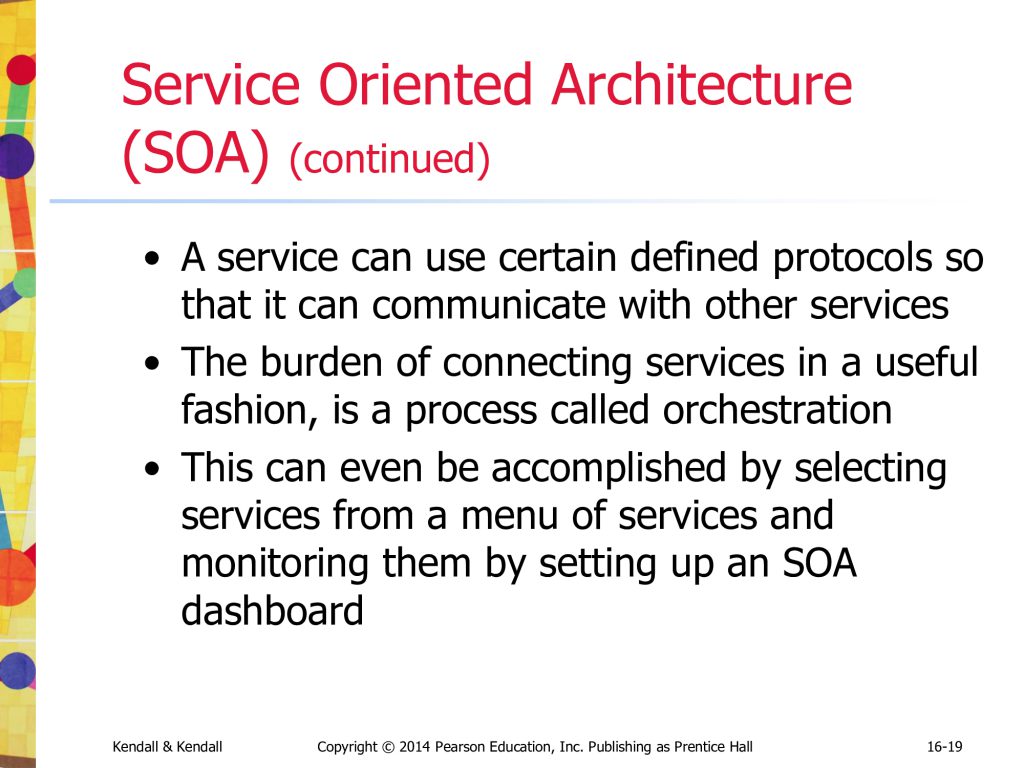 Service Oriented Architecture
(SOA) (continued)
• A service can use certain defined protocols so
that it can communicate with other services
• The burden of connecting services in a useful
fashion, is a process called orchestration
• This can even be accomplished by selecting
services from a menu of services and
monitoring them by setting up an SOA
dashboard
Kendall & Kendall Copyright © 2014 Pearson Education, Inc. Publishing as Prentice Hall 16-19